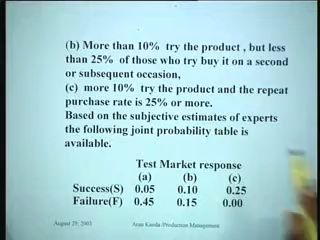 (b) More than 10% try the product , but less
than 25% of those who try buy it on a second
or subsequent occasion,
(c) more 10% try the product and the repeat
purchase rate is 25% or more.
Based on the subjective estimates of experts
the following joint probability table is
available.
Test Market response
(a) (b) (c)
Success(S) 0.05 0.10 0.25
Failure(F) 0.45 0.15 0.00
August 29, 2003 Arun Kanda /Production Management